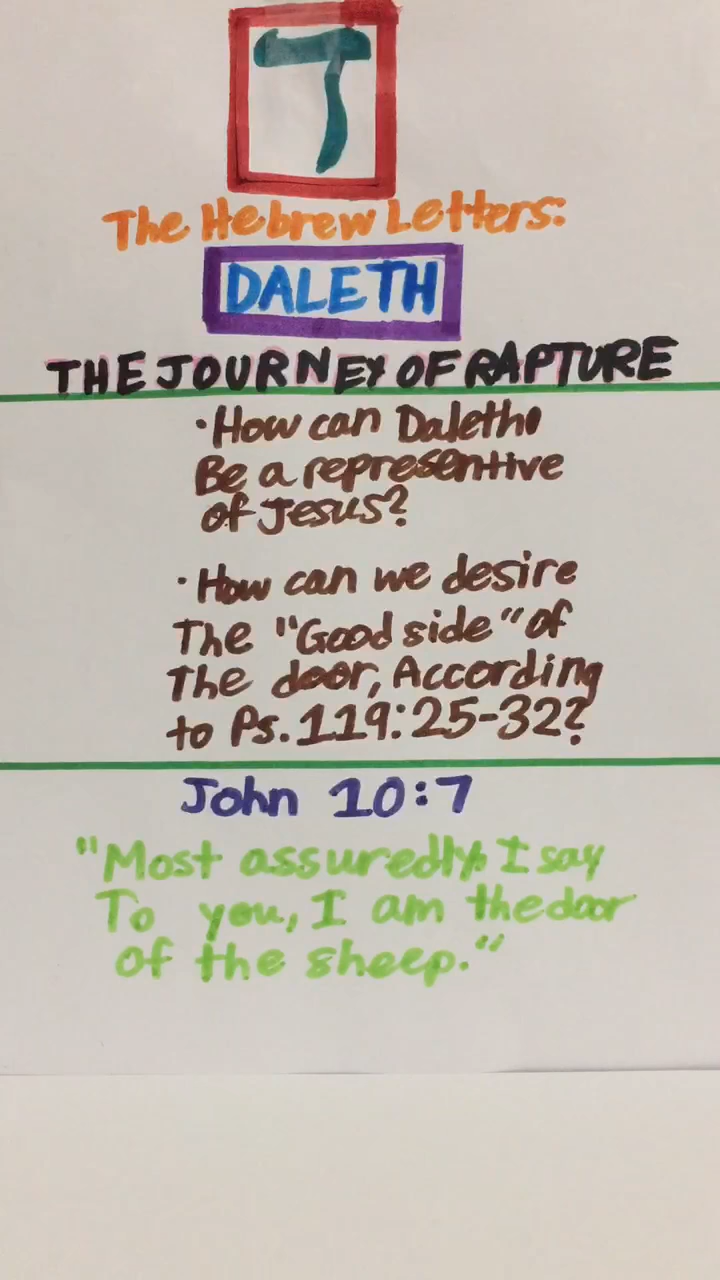 ד
The Hebrew Letters:
DALETH
THE JOURNEY OF RAPTURE
·How can Daleth
Be a representive
of Jesus?
·How can we desire
The "Good side" of
The door, According
to Ps. 119:25-32?
John 10:7
"Most assuredly, I say
To you, I am the door
of the sheep."